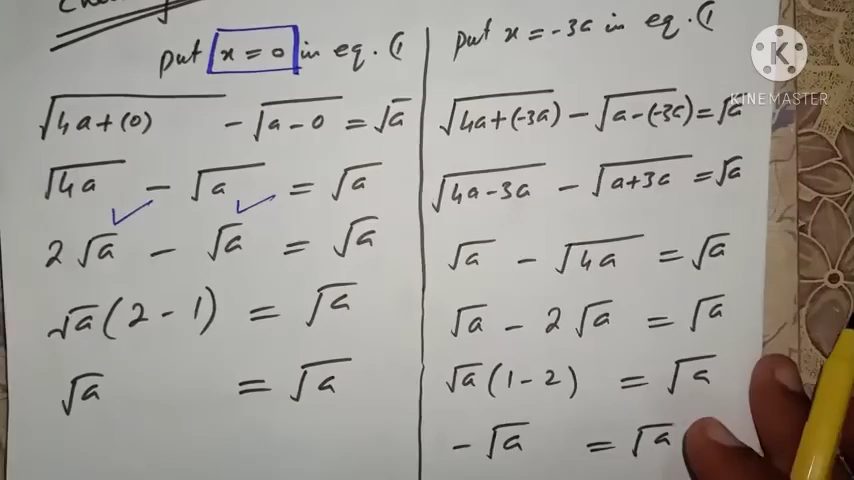 put x = 0 in eq. (1
√4a+(0) - √a-0 = √a
√4a - √a = √a
2√a - √a = √a
√a(2-1) = √a
√a = √a
put x = -3a in eq. (1
√4a+(-3a) - √a-(-3a) = √a
√4a-3a - √a+3a = √a
√a - √4a = √a
√a - 2√a = √a
√a(1-2) = √a
-√a = √a
K
KINEMASTER